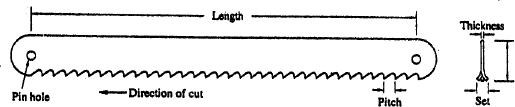 Length
Thickness
Pin hole
Direction of cut
Pitch
Set